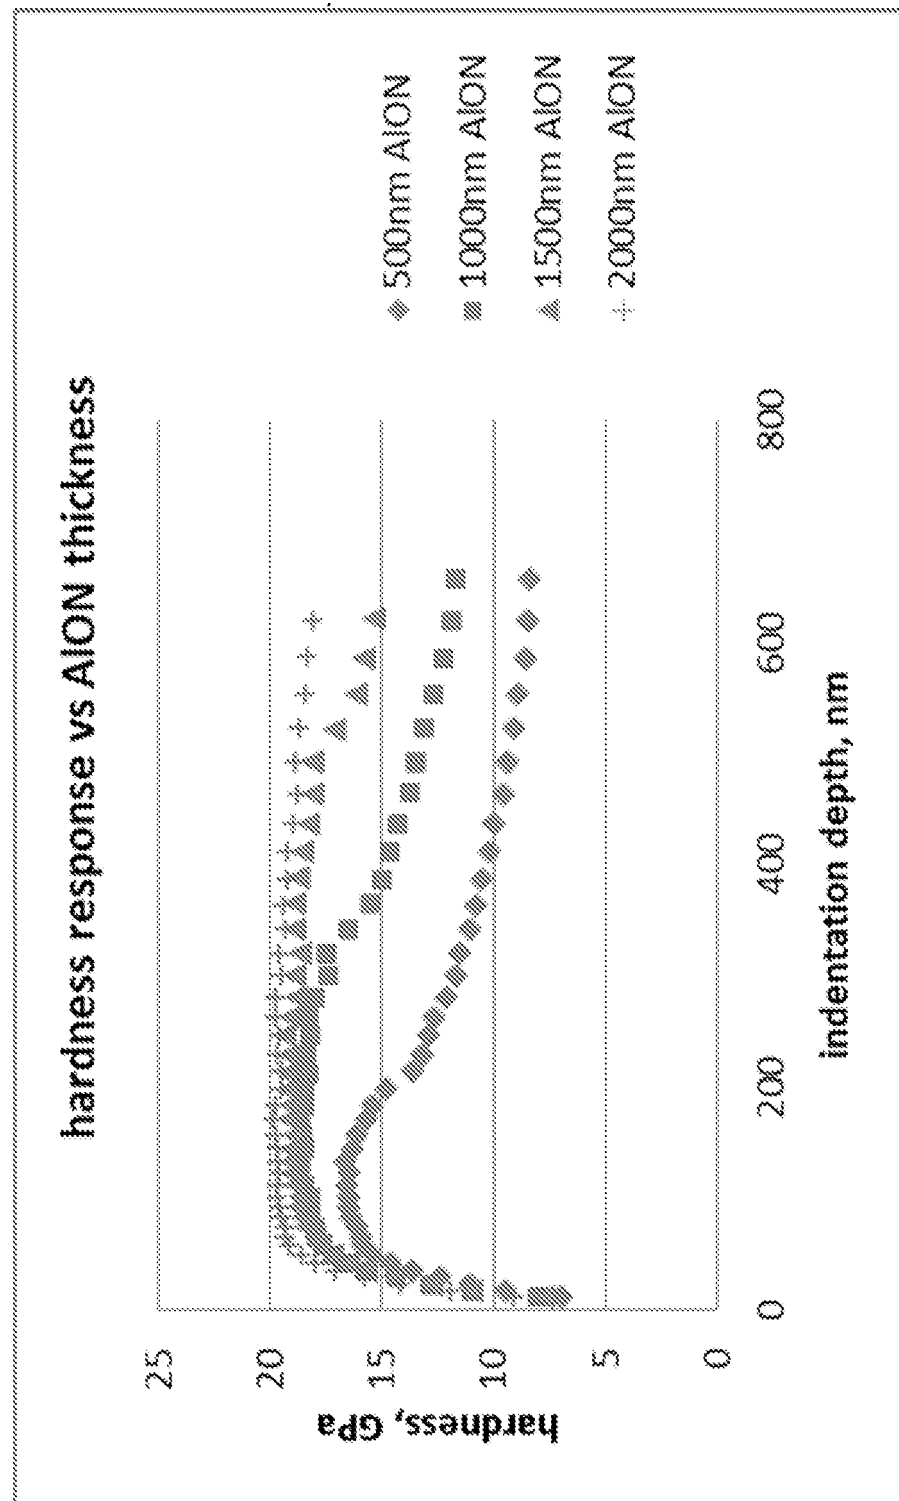 hardness response vs AlON thickness
25
20
15
10
5
0
hardness, GPa
0
200
400
600
800
indentation depth, nm
500nm AlON
1000nm AlON
1500nm AlON
2000nm AlON